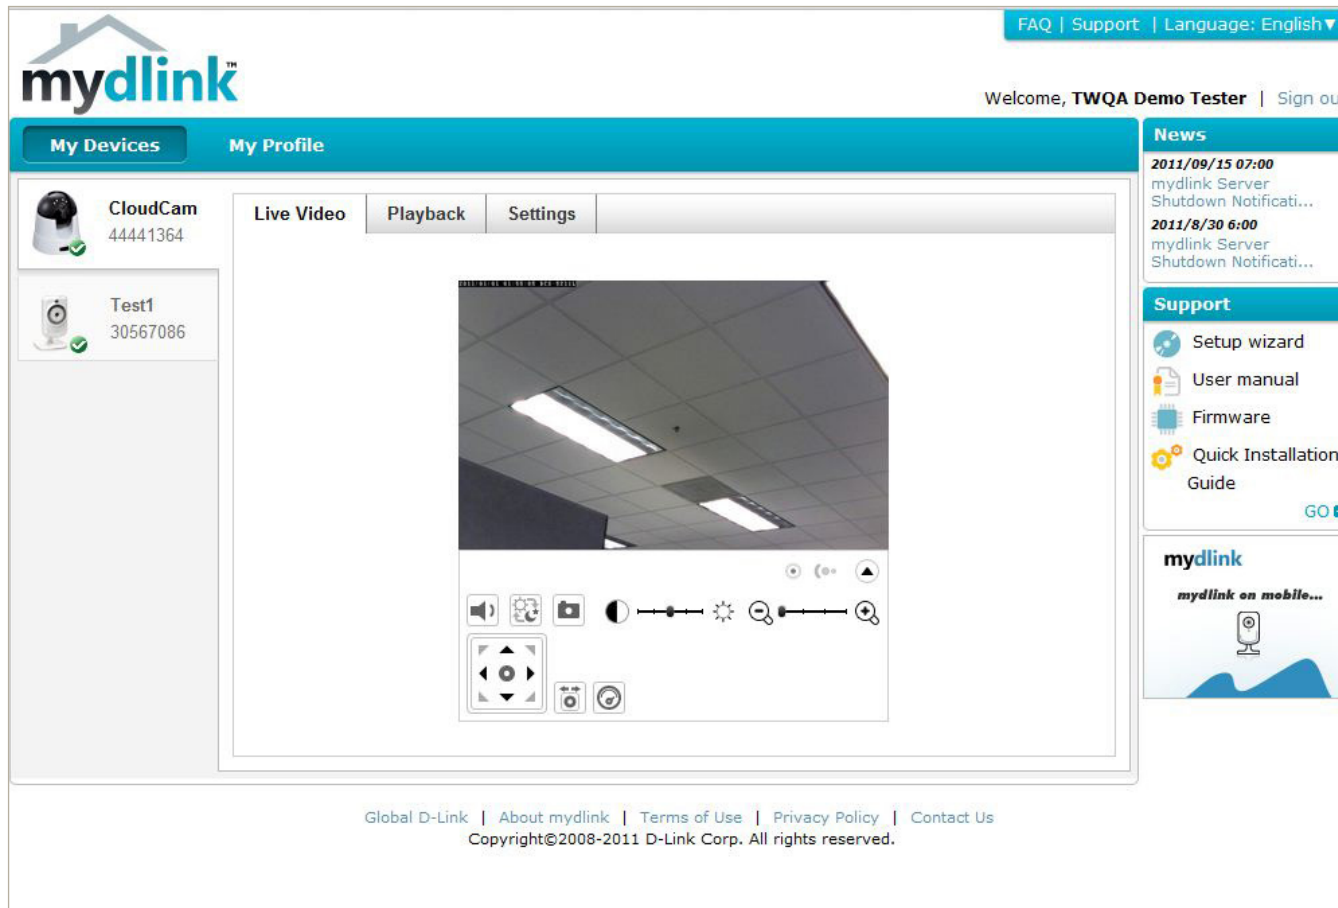 FAQ | Support | Language: English▼
mydlink™
Welcome, TWQA Demo Tester | Sign ou
My Devices
My Profile
CloudCam
44441364
Test1
30567086
Live Video
Playback
Settings
News
2011/09/15 07:00
mydlink Server
Shutdown Notificati...
2011/8/30 6:00
mydlink Server
Shutdown Notificati...
Support
Setup wizard
User manual
Firmware
Quick Installation
Guide
GO
mydlink
mydlink on mobile...
Global D-Link | About mydlink | Terms of Use | Privacy Policy | Contact Us
Copyright©2008-2011 D-Link Corp. All rights reserved.